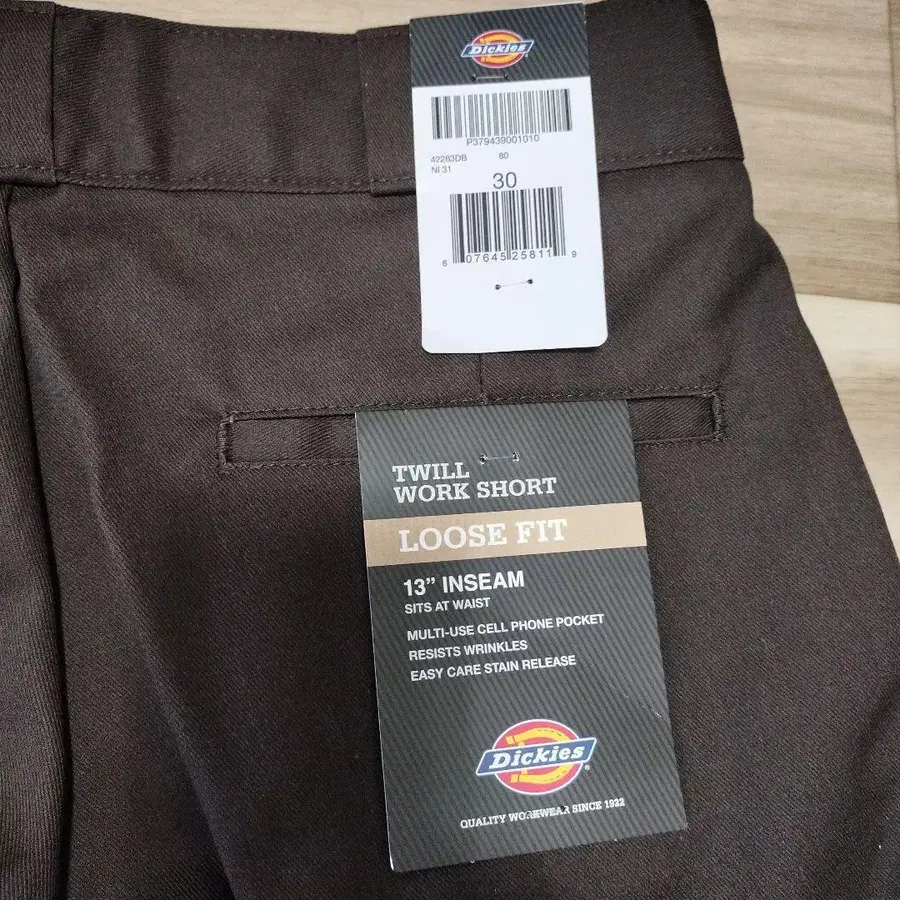 Dickies
P379439001010
42283DB 80
NI 31
30
6 07645 25811 9
TWILL
WORK SHORT
LOOSE FIT
13” INSEAM
SITS AT WAIST
MULTI-USE CELL PHONE POCKET
RESISTS WRINKLES
EASY CARE STAIN RELEASE
Dickies
QUALITY WORKWEAR SINCE 1922